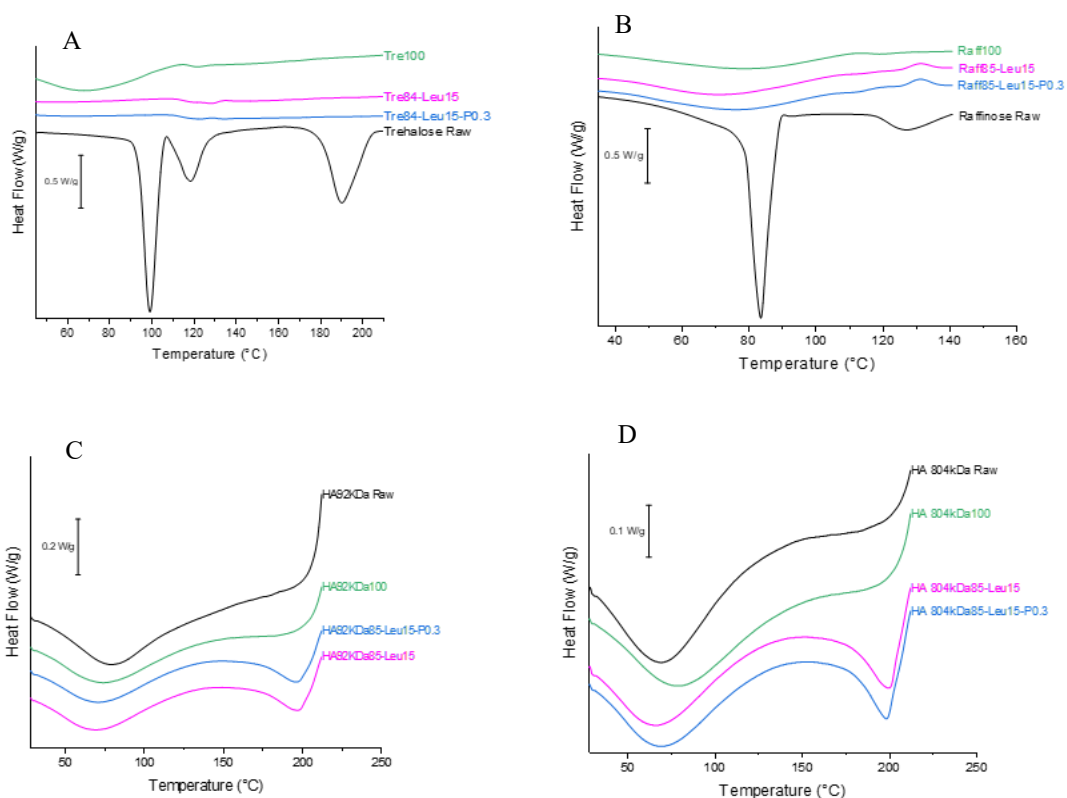 A
Heat Flow (W/g)
Tre100
Tre84-Leu15
Tre84-Leu15-P0.3
Trehalose Raw
0.5 W/g
60 80 100 120 140 160 180 200
Temperature (°C)
B
Heat Flow (W/g)
Raff100
Raff85-Leu15
Raff85-Leu15-P0.3
Raffinose Raw
0.5 W/g
40 60 80 100 120 140 160
Temperature (°C)
C
Heat Flow (W/g)
HA92KDa Raw
0.2 W/g
HA92KDa100
HA92KDa85-Leu15-P0.3
HA92KDa85-Leu15
50 100 150 200 250
Temperature (°C)
D
Heat Flow (W/g)
HA 804kDa Raw
0.1 W/g
HA 804kDa100
HA 804kDa85-Leu15
HA 804kDa85-Leu15-P0.3
50 100 150 200 250
Temperature (°C)